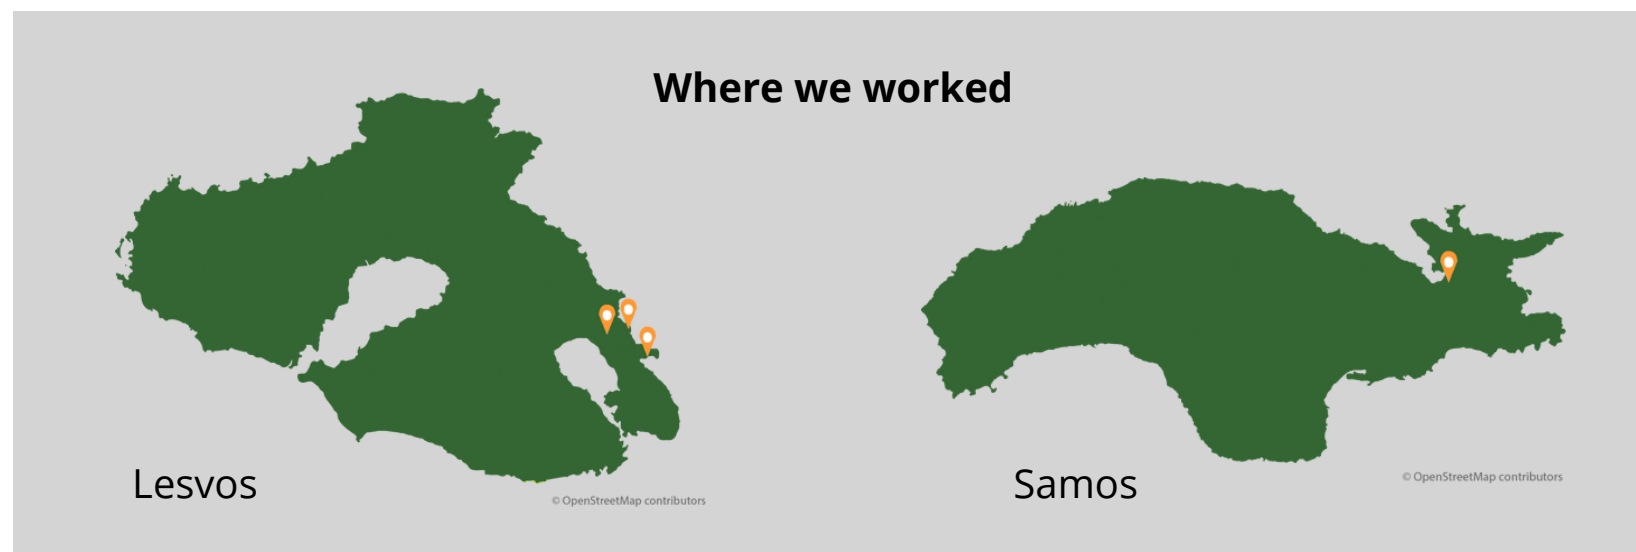 Where we worked
Lesvos
© OpenStreetMap contributors
Samos
© OpenStreetMap contributors